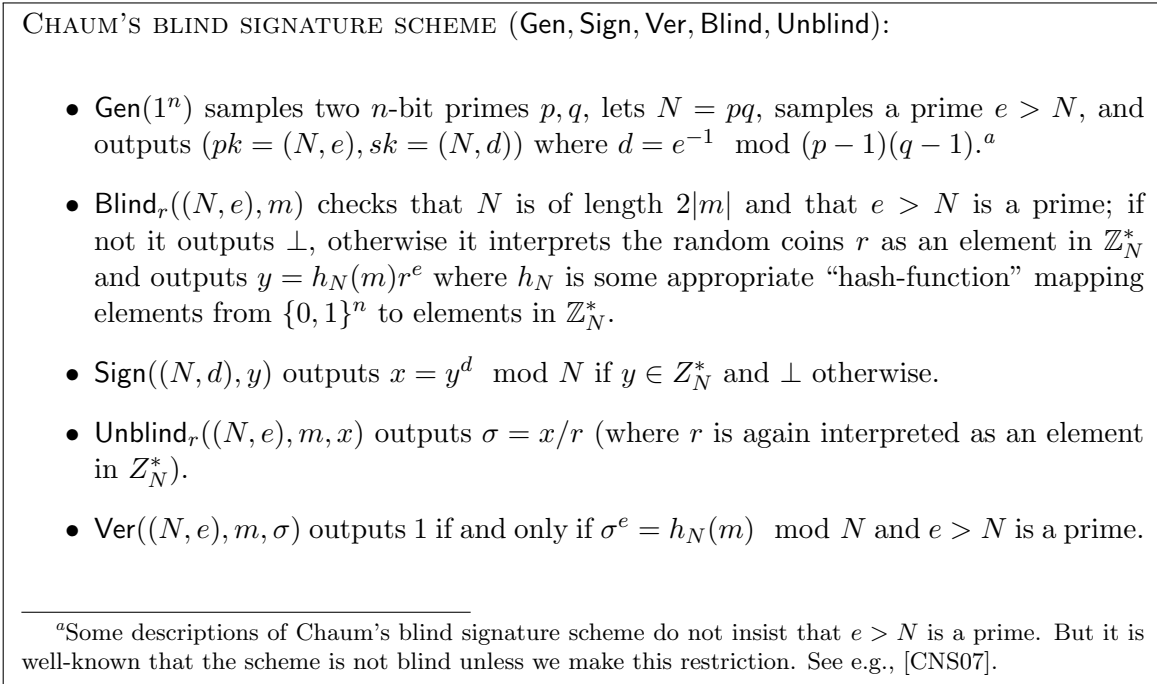 CHAUM'S BLIND SIGNATURE SCHEME (Gen, Sign, Ver, Blind, Unblind):
• Gen(1ⁿ) samples two n-bit primes p, q, lets N = pq, samples a prime e > N, and
outputs (pk = (N, e), sk = (N, d)) where d = e⁻¹ mod (p − 1)(q − 1).ᵃ
• Blindᵣ((N, e), m) checks that N is of length 2|m| and that e > N is a prime; if
not it outputs ⊥, otherwise it interprets the random coins r as an element in ℤ*_N
and outputs y = h_N(m)rᵉ where h_N is some appropriate “hash-function” mapping
elements from {0, 1}ⁿ to elements in ℤ*_N.
• Sign((N, d), y) outputs x = yᵈ mod N if y ∈ Z*_N and ⊥ otherwise.
• Unblindᵣ((N, e), m, x) outputs σ = x/r (where r is again interpreted as an element
in Z*_N).
• Ver((N, e), m, σ) outputs 1 if and only if σᵉ = h_N(m) mod N and e > N is a prime.
ᵃSome descriptions of Chaum's blind signature scheme do not insist that e > N is a prime. But it is
well-known that the scheme is not blind unless we make this restriction. See e.g., [CNS07].